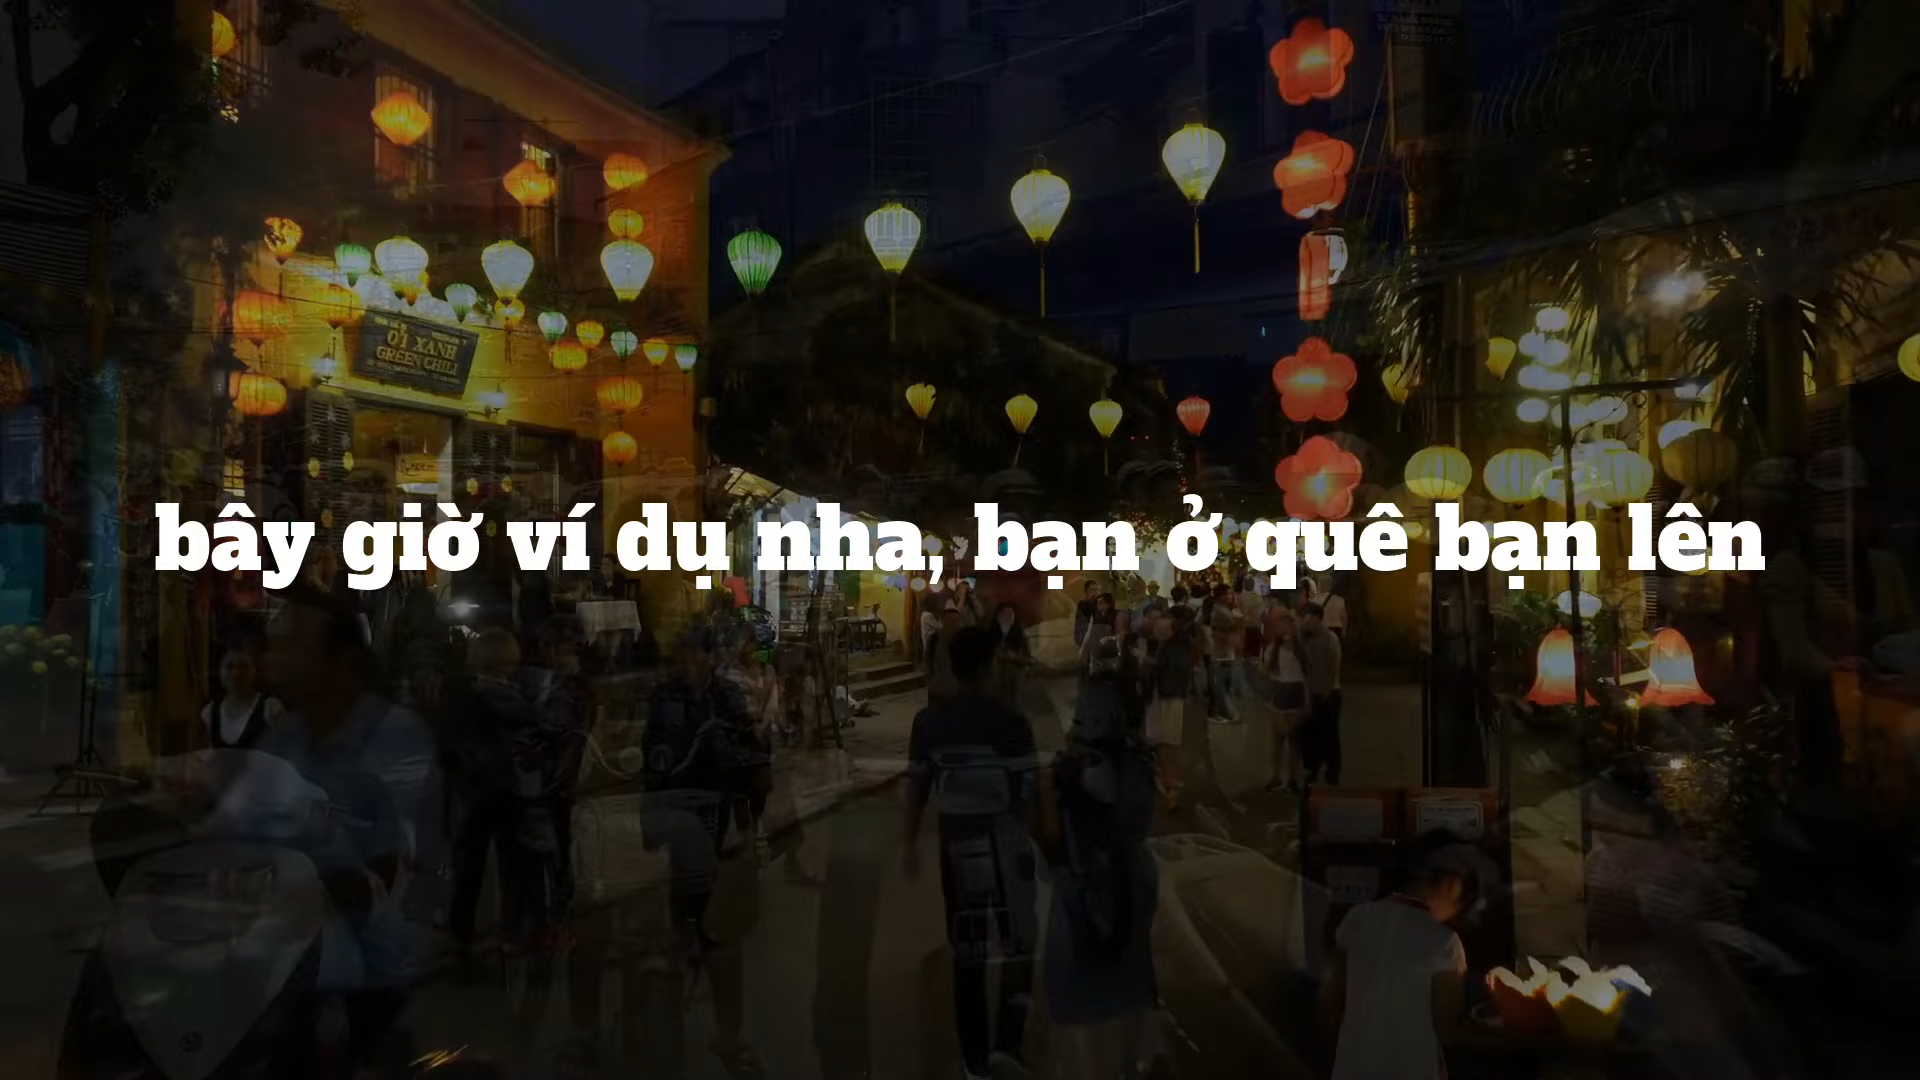 ỚT XANH
GREEN CHILI
bây giờ ví dụ nha, bạn ở quê bạn lên